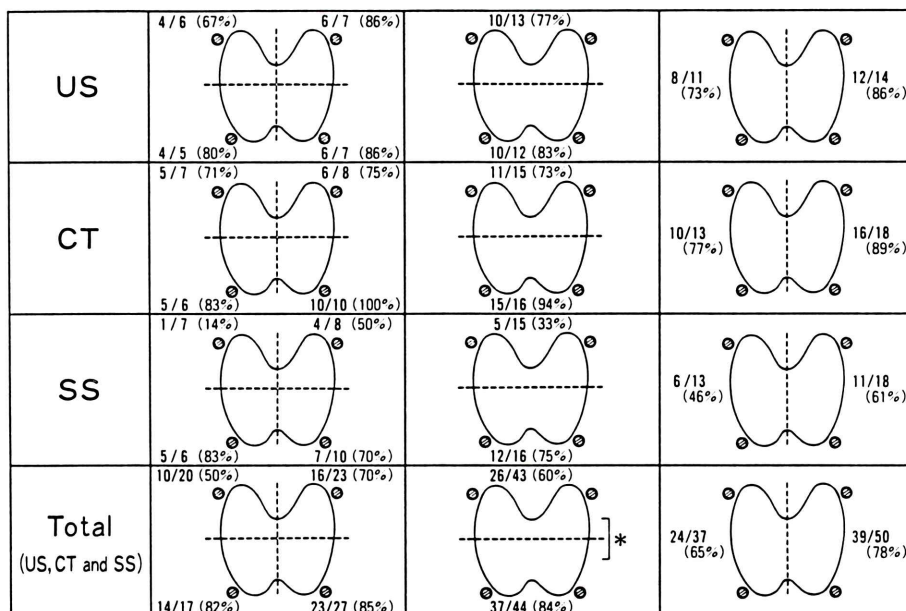 4/6 (67%) 6/7 (86%) 10/13 (77%)
US 8/11 (73%) 12/14 (86%)
4/5 (80%) 6/7 (86%) 10/12 (83%)
5/7 (71%) 6/8 (75%) 11/15 (73%)
CT 10/13 (77%) 16/18 (89%)
5/6 (83%) 10/10 (100%) 15/16 (94%)
1/7 (14%) 4/8 (50%) 5/15 (33%)
SS 6/13 (46%) 11/18 (61%)
5/6 (83%) 7/10 (70%) 12/16 (75%)
10/20 (50%) 16/23 (70%) 26/43 (60%)
Total * 24/37 (65%) 39/50 (78%)
(US, CT and SS)
14/17 (82%) 23/27 (85%) 37/44 (84%)